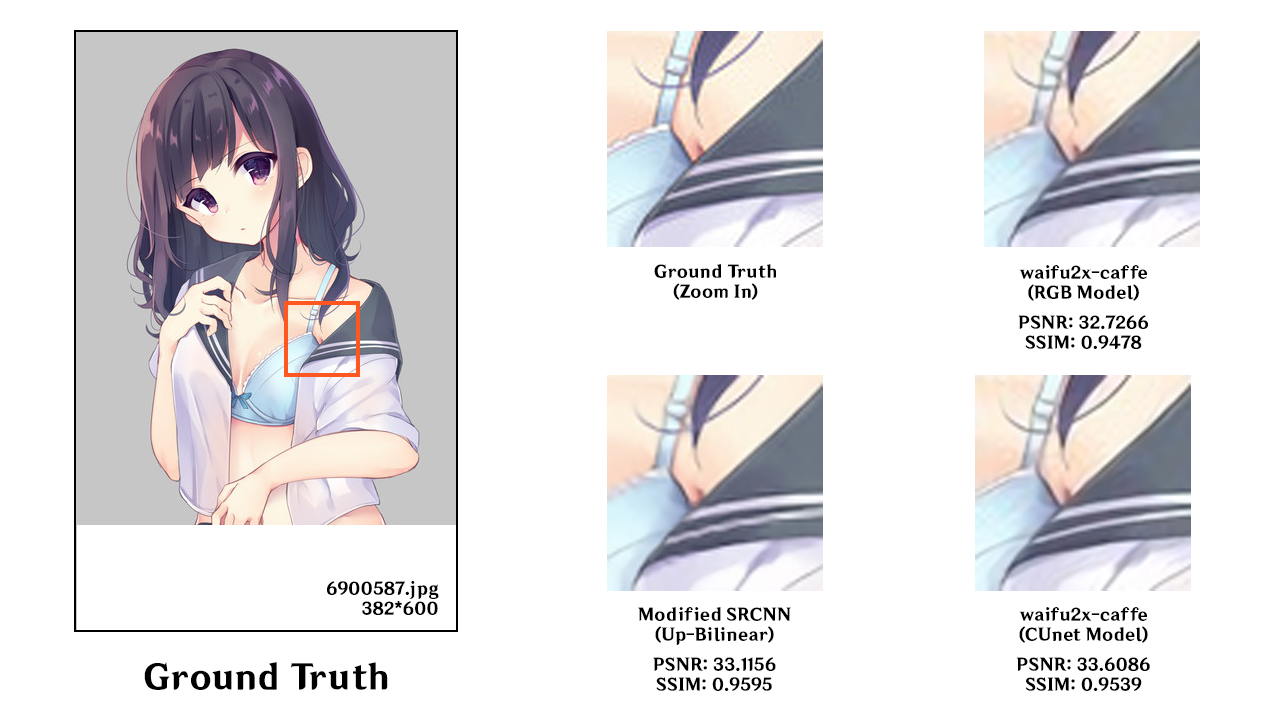 6900587.jpg
382*600
Ground Truth
Ground Truth
(Zoom In)
waifu2x-caffe
(RGB Model)
PSNR: 32.7266
SSIM: 0.9478
Modified SRCNN
(Up-Bilinear)
PSNR: 33.1156
SSIM: 0.9595
waifu2x-caffe
(CUnet Model)
PSNR: 33.6086
SSIM: 0.9539